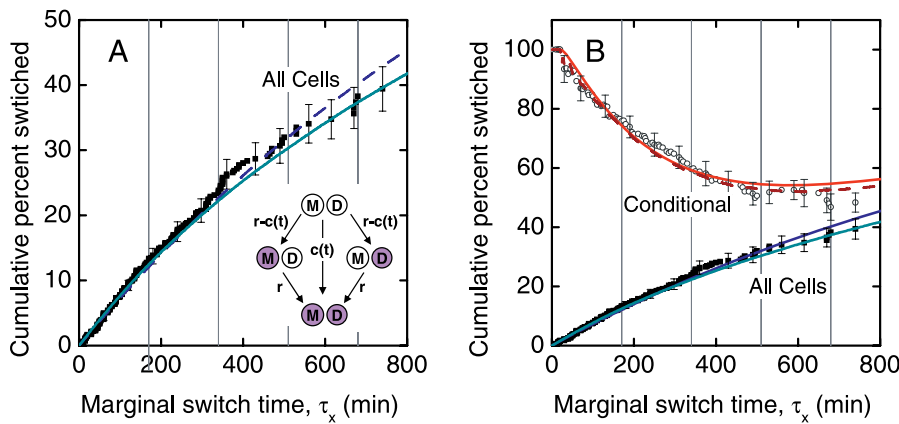 Cumulative percent swtiched
50
40
30
20
10
0
A
All Cells
M D
r-c(t) r-c(t)
c(t)
M D M D
r r
M D
0 200 400 600 800
Marginal switch time, τx (min)
Cumulative percent swtiched
100
80
60
40
20
0
B
Conditional
All Cells
0 200 400 600 800
Marginal switch time, τx (min)